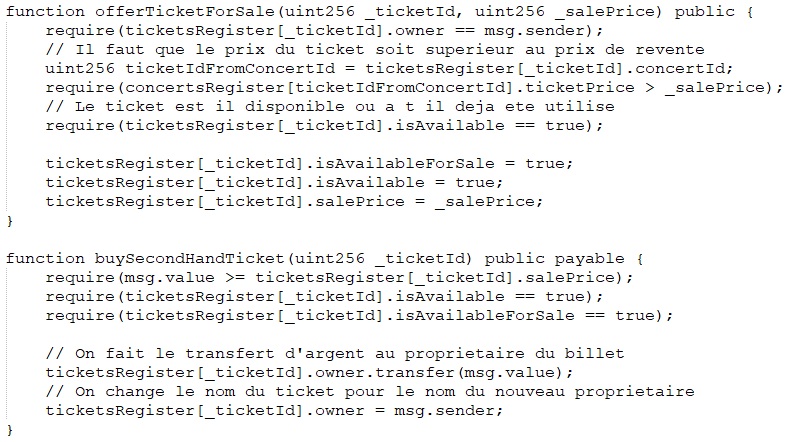 function offerTicketForSale(uint256 _ticketId, uint256 _salePrice) public {
    require(ticketsRegister[_ticketId].owner == msg.sender);
    // Il faut que le prix du ticket soit superieur au prix de revente
    uint256 ticketIdFromConcertId = ticketsRegister[_ticketId].concertId;
    require(concertsRegister[ticketIdFromConcertId].ticketPrice > _salePrice);
    // Le ticket est il disponible ou a t il deja ete utilise
    require(ticketsRegister[_ticketId].isAvailable == true);

    ticketsRegister[_ticketId].isAvailableForSale = true;
    ticketsRegister[_ticketId].isAvailable = true;
    ticketsRegister[_ticketId].salePrice = _salePrice;
}

function buySecondHandTicket(uint256 _ticketId) public payable {
    require(msg.value >= ticketsRegister[_ticketId].salePrice);
    require(ticketsRegister[_ticketId].isAvailable == true);
    require(ticketsRegister[_ticketId].isAvailableForSale == true);

    // On fait le transfert d'argent au proprietaire du billet
    ticketsRegister[_ticketId].owner.transfer(msg.value);
    // On change le nom du ticket pour le nom du nouveau proprietaire
    ticketsRegister[_ticketId].owner = msg.sender;
}